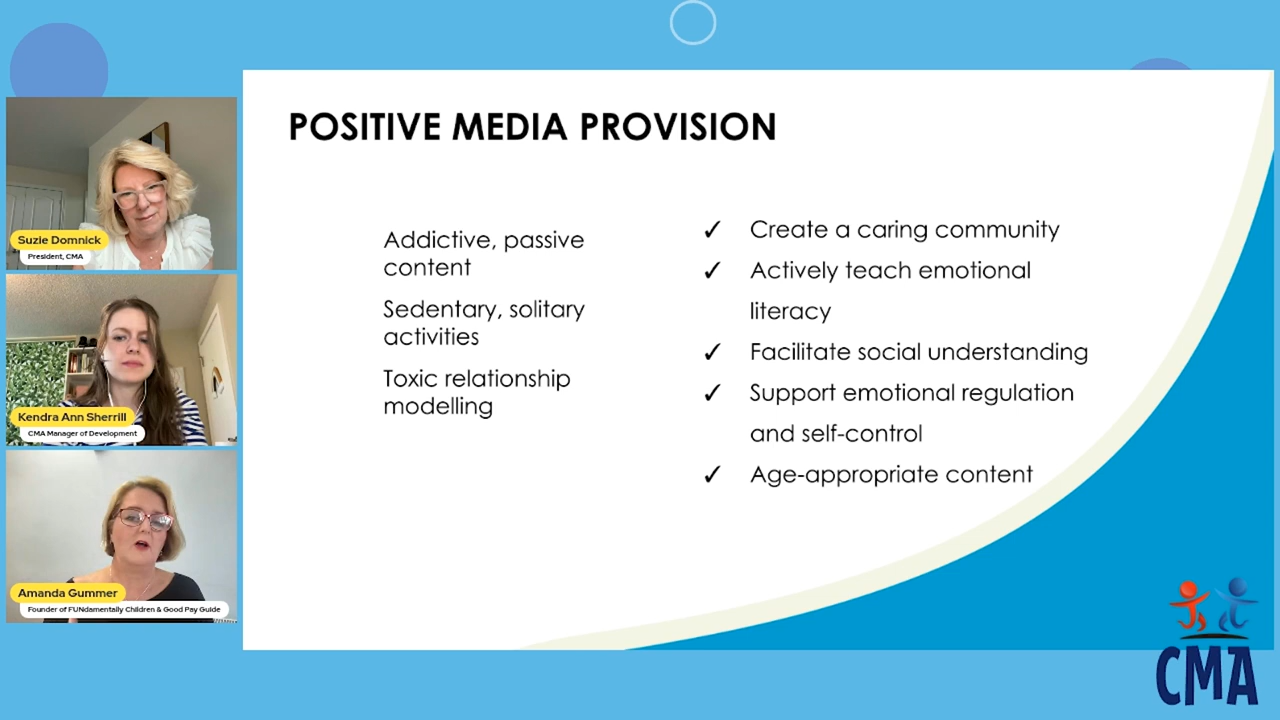 POSITIVE MEDIA PROVISION
Addictive, passive
content
Sedentary, solitary
activities
Toxic relationship
modelling
✓ Create a caring community
✓ Actively teach emotional
literacy
✓ Facilitate social understanding
✓ Support emotional regulation
and self-control
✓ Age-appropriate content
Suzie Domnick
President, CMA
Kendra Ann Sherrill
CMA Manager of Development
Amanda Gummer
Founder of FUNdamentally Children & Good Pay Guide
CMA